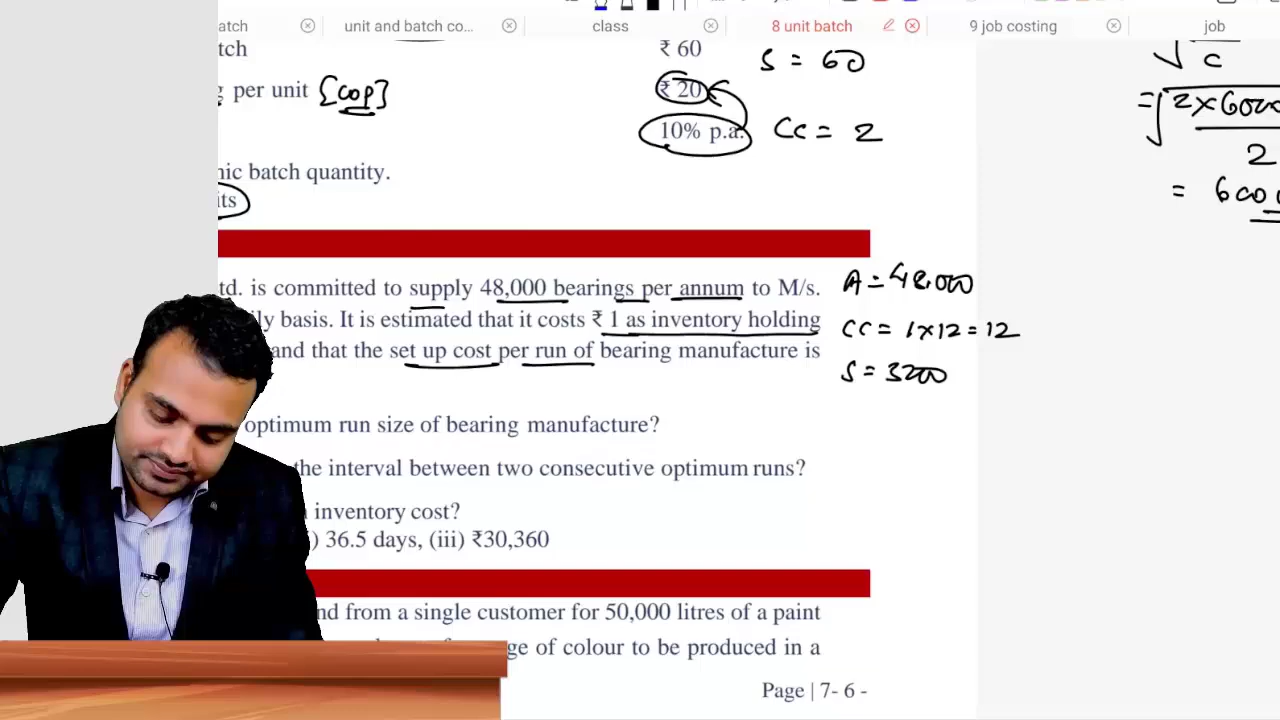 atch unit and batch co... class 8 unit batch 9 job costing job
tch ₹ 60 S = 60
per unit {cop} ₹ 20
10% p.a. CC = 2
nic batch quantity.
its
c
= 2 × 6000
2
= 600
td. is committed to supply 48,000 bearings per annum to M/s. A = 48,000
ily basis. It is estimated that it costs ₹ 1 as inventory holding CC = 1×12 = 12
and that the set up cost per run of bearing manufacture is S = 3200
optimum run size of bearing manufacture?
the interval between two consecutive optimum runs?
inventory cost?
) 36.5 days, (iii) ₹30,360
nd from a single customer for 50,000 litres of a paint
ge of colour to be produced in a
Page | 7- 6 -